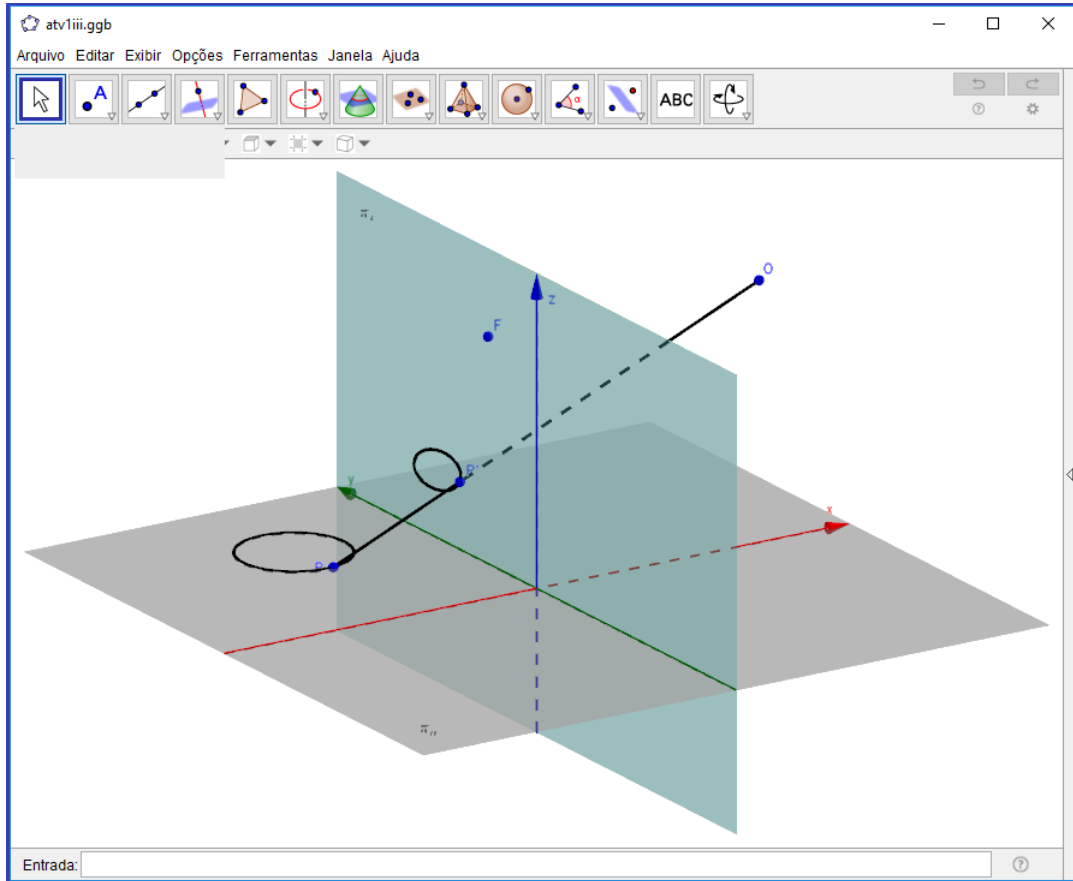 atv1iii.ggb
Arquivo Editar Exibir Opções Ferramentas Janela Ajuda
A
α
ABC
O
z
F
P'
y
x
P
Entrada: